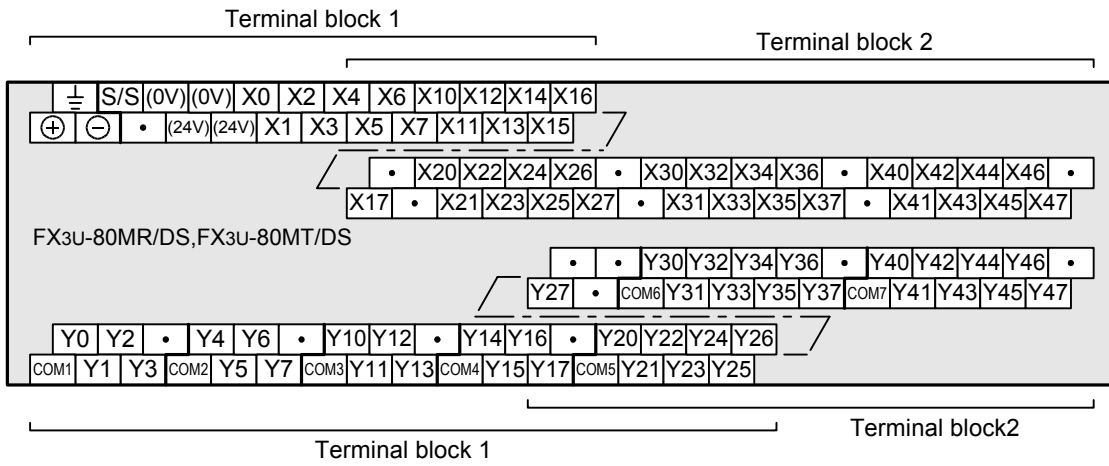 Terminal block 1
Terminal block 2
S/S (0V) (0V) X0 X2 X4 X6 X10 X12 X14 X16
⊕ ⊖ • (24V) (24V) X1 X3 X5 X7 X11 X13 X15
• X20 X22 X24 X26 • X30 X32 X34 X36 • X40 X42 X44 X46 •
X17 • X21 X23 X25 X27 • X31 X33 X35 X37 • X41 X43 X45 X47
FX3U-80MR/DS,FX3U-80MT/DS
• • Y30 Y32 Y34 Y36 • Y40 Y42 Y44 Y46 •
Y27 • COM6 Y31 Y33 Y35 Y37 COM7 Y41 Y43 Y45 Y47
Y0 Y2 • Y4 Y6 • Y10 Y12 • Y14 Y16 • Y20 Y22 Y24 Y26
COM1 Y1 Y3 COM2 Y5 Y7 COM3 Y11 Y13 COM4 Y15 Y17 COM5 Y21 Y23 Y25
Terminal block2
Terminal block 1